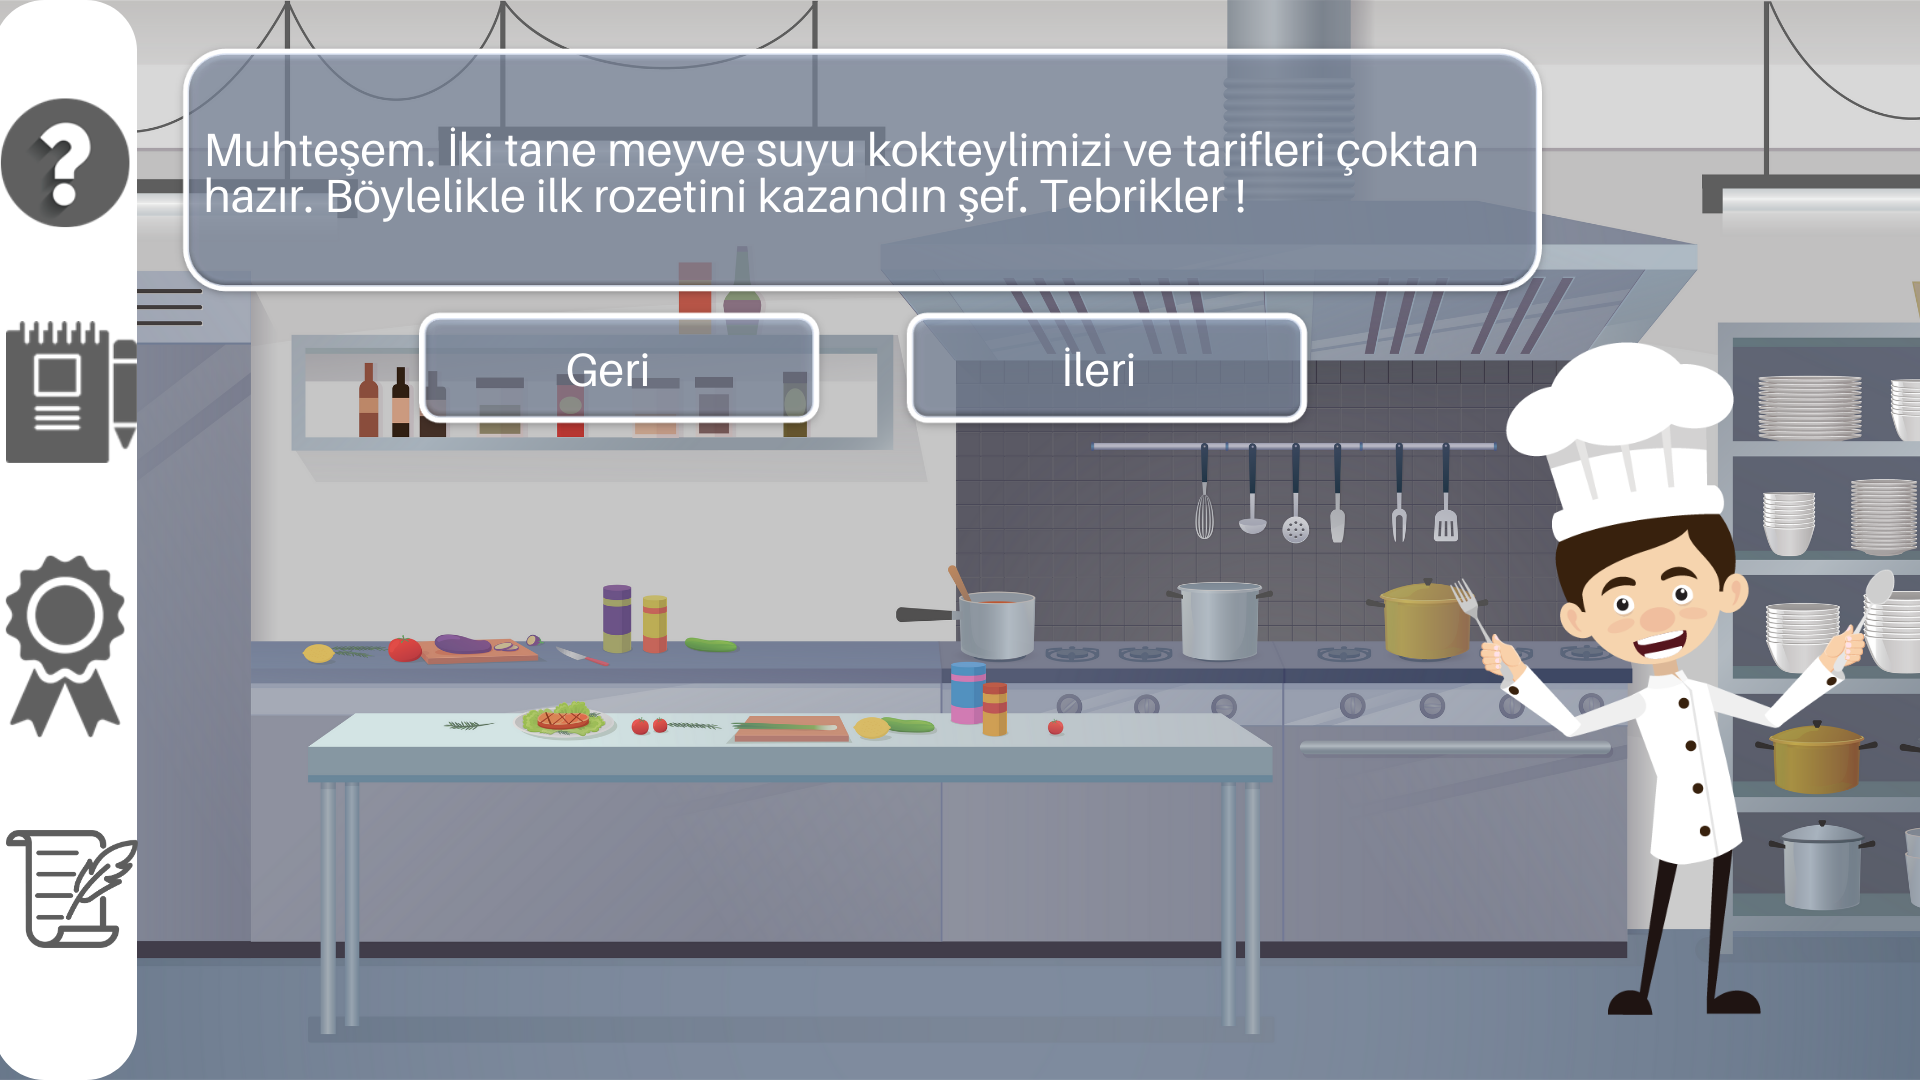 Muhteşem. İki tane meyve suyu kokteylimizi ve tarifleri çoktan
hazır. Böylelikle ilk rozetini kazandın şef. Tebrikler !
Geri
İleri